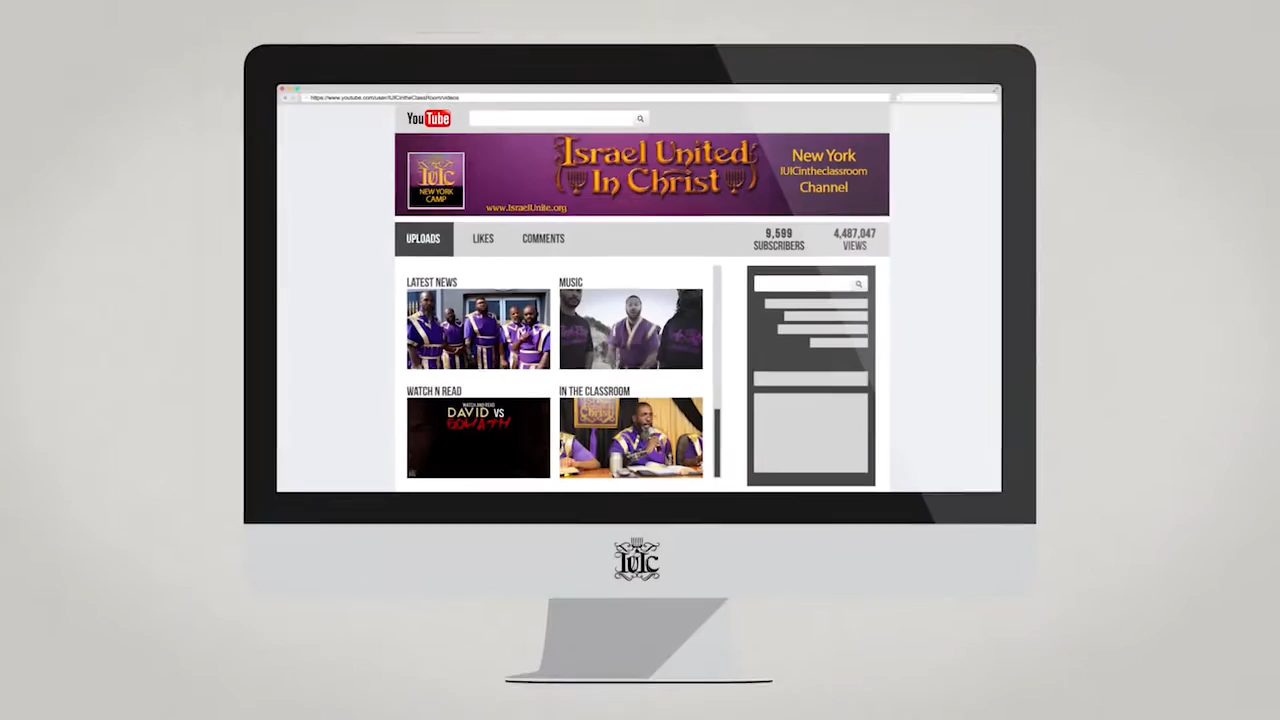 https://www.youtube.com/user/IUICintheClassRoom/videos
YouTube
IUIC
NEW YORK
CAMP
Israel United
In Christ
www.IsraelUnite.org
New York
IUICintheclassroom
Channel
UPLOADS
LIKES
COMMENTS
9,599
SUBSCRIBERS
4,487,047
VIEWS
LATEST NEWS
MUSIC
WATCH N READ
IN THE CLASSROOM
WATCH AND READ
DAVID VS
GOLIATH
Christ
IUIC